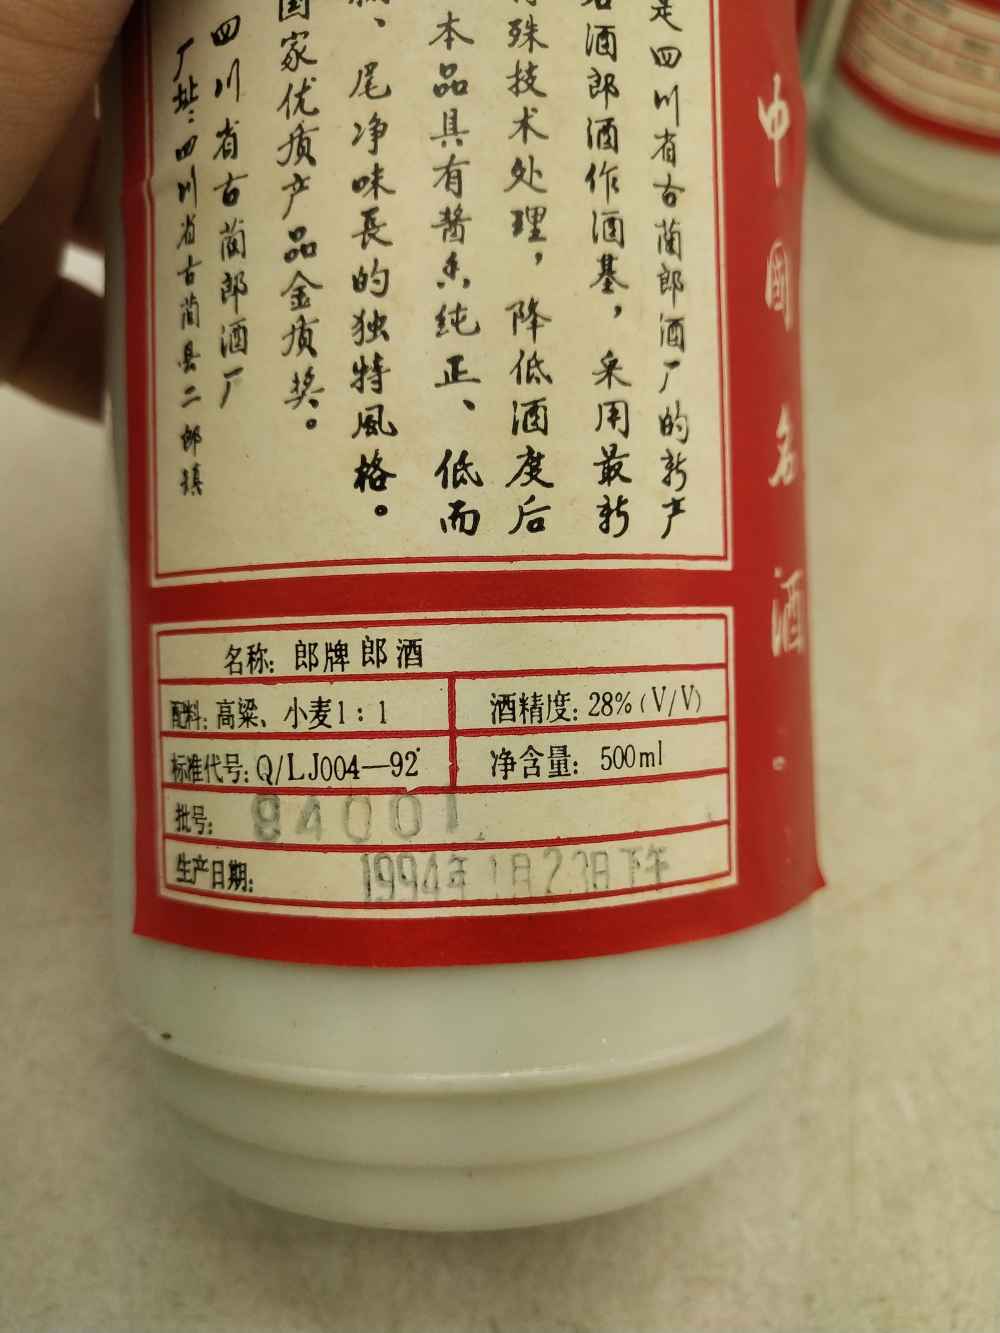 是四川省古蔺郎酒厂的新产
酒郎酒作酒基，采用最新
殊技术处理，降低酒度后
本品具有酱香纯正、低而
、尾净味長的独特風格。
国家优质产品金质奖。
四川省古蔺郎酒厂
厂址：四川省古蔺县二郎镇
中國名酒
名称：郎牌郎酒
配料：高粱、小麦1：1
酒精度：28%（V/V）
标准代号：Q/LJ004—92
净含量：500ml
批号：94001
生产日期：1994年1月23日下午